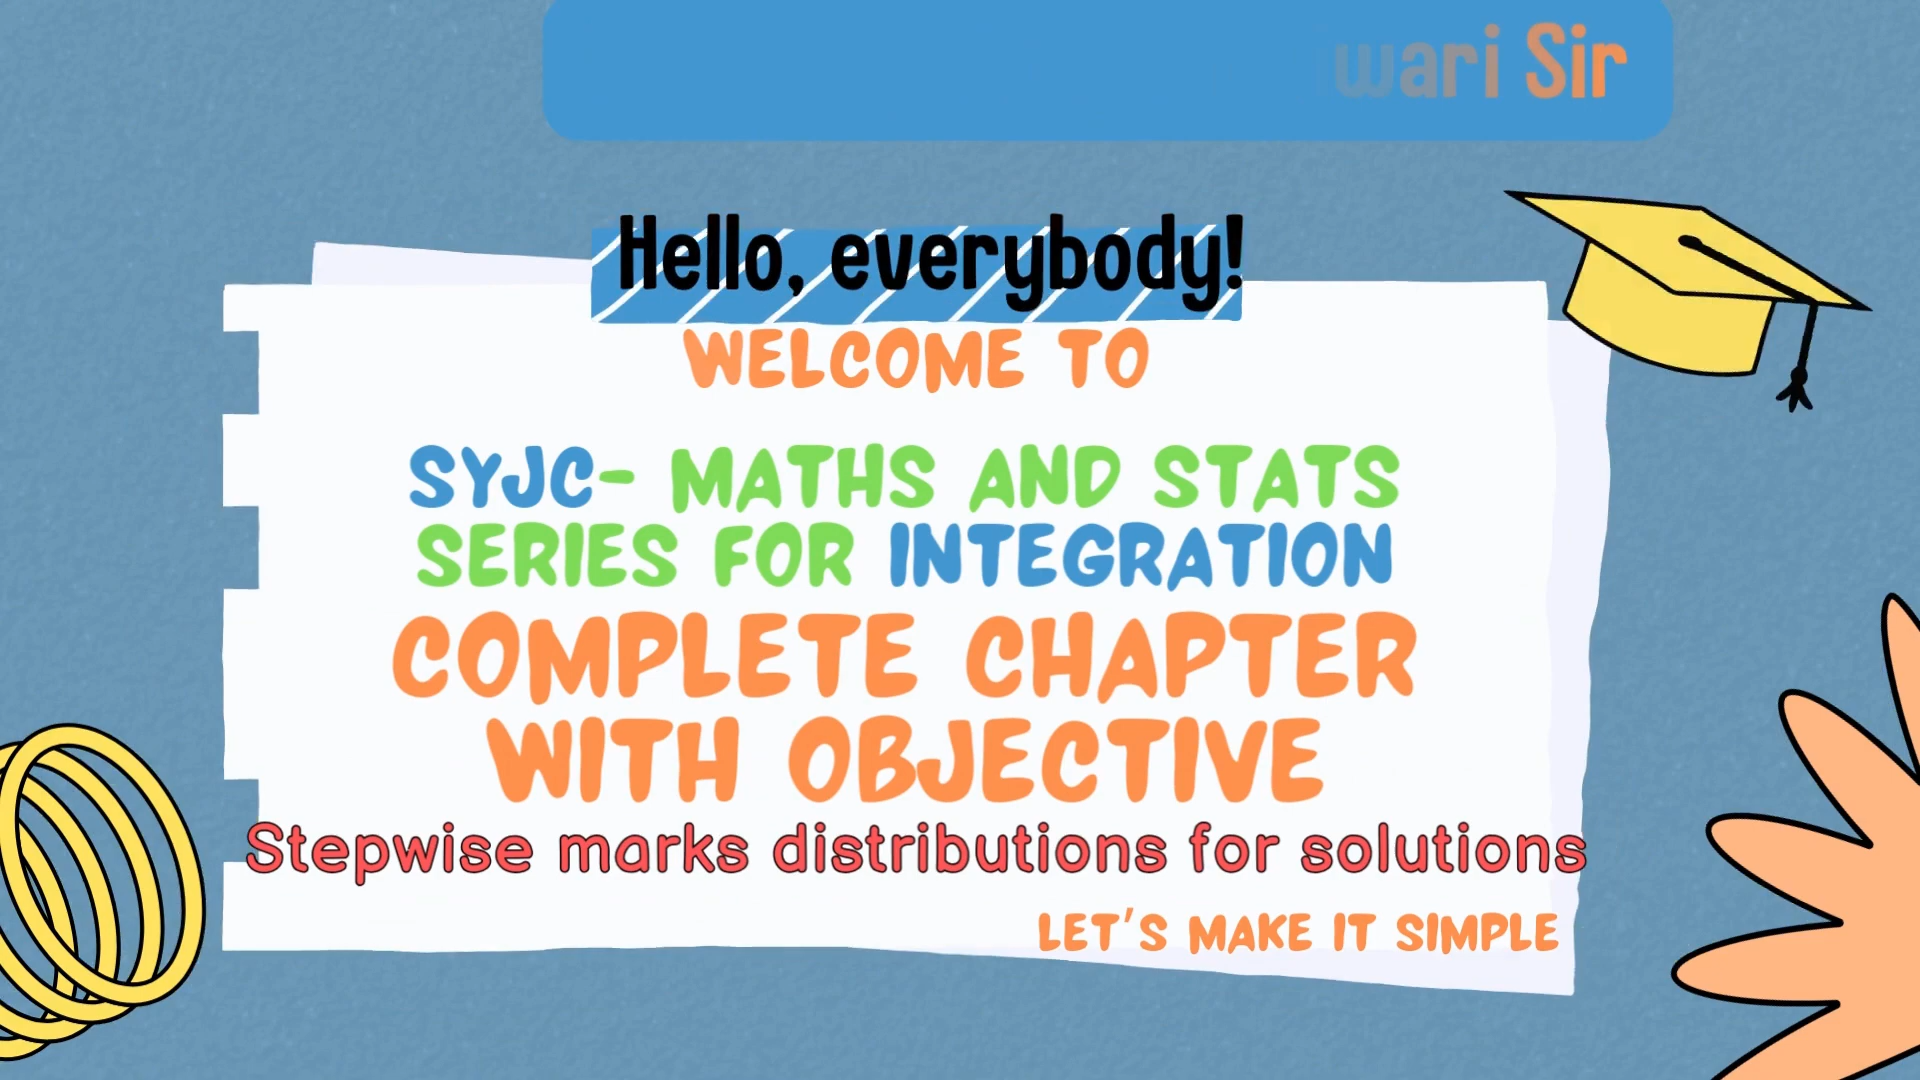 Sir
Hello, everybody!
WELCOME TO
SYJC- MATHS AND STATS
SERIES FOR INTEGRATION
COMPLETE CHAPTER
WITH OBJECTIVE
Stepwise marks distributions for solutions
LET'S MAKE IT SIMPLE